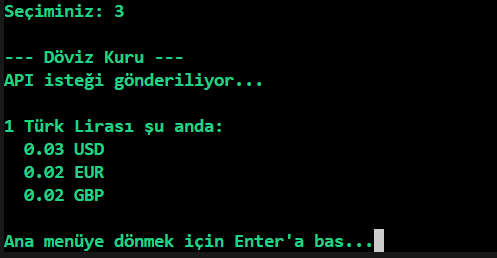 Seçiminiz: 3
--- Döviz Kuru ---
API isteği gönderiliyor...
1 Türk Lirası şu anda:
0.03 USD
0.02 EUR
0.02 GBP
Ana menüye dönmek için Enter'a bas...